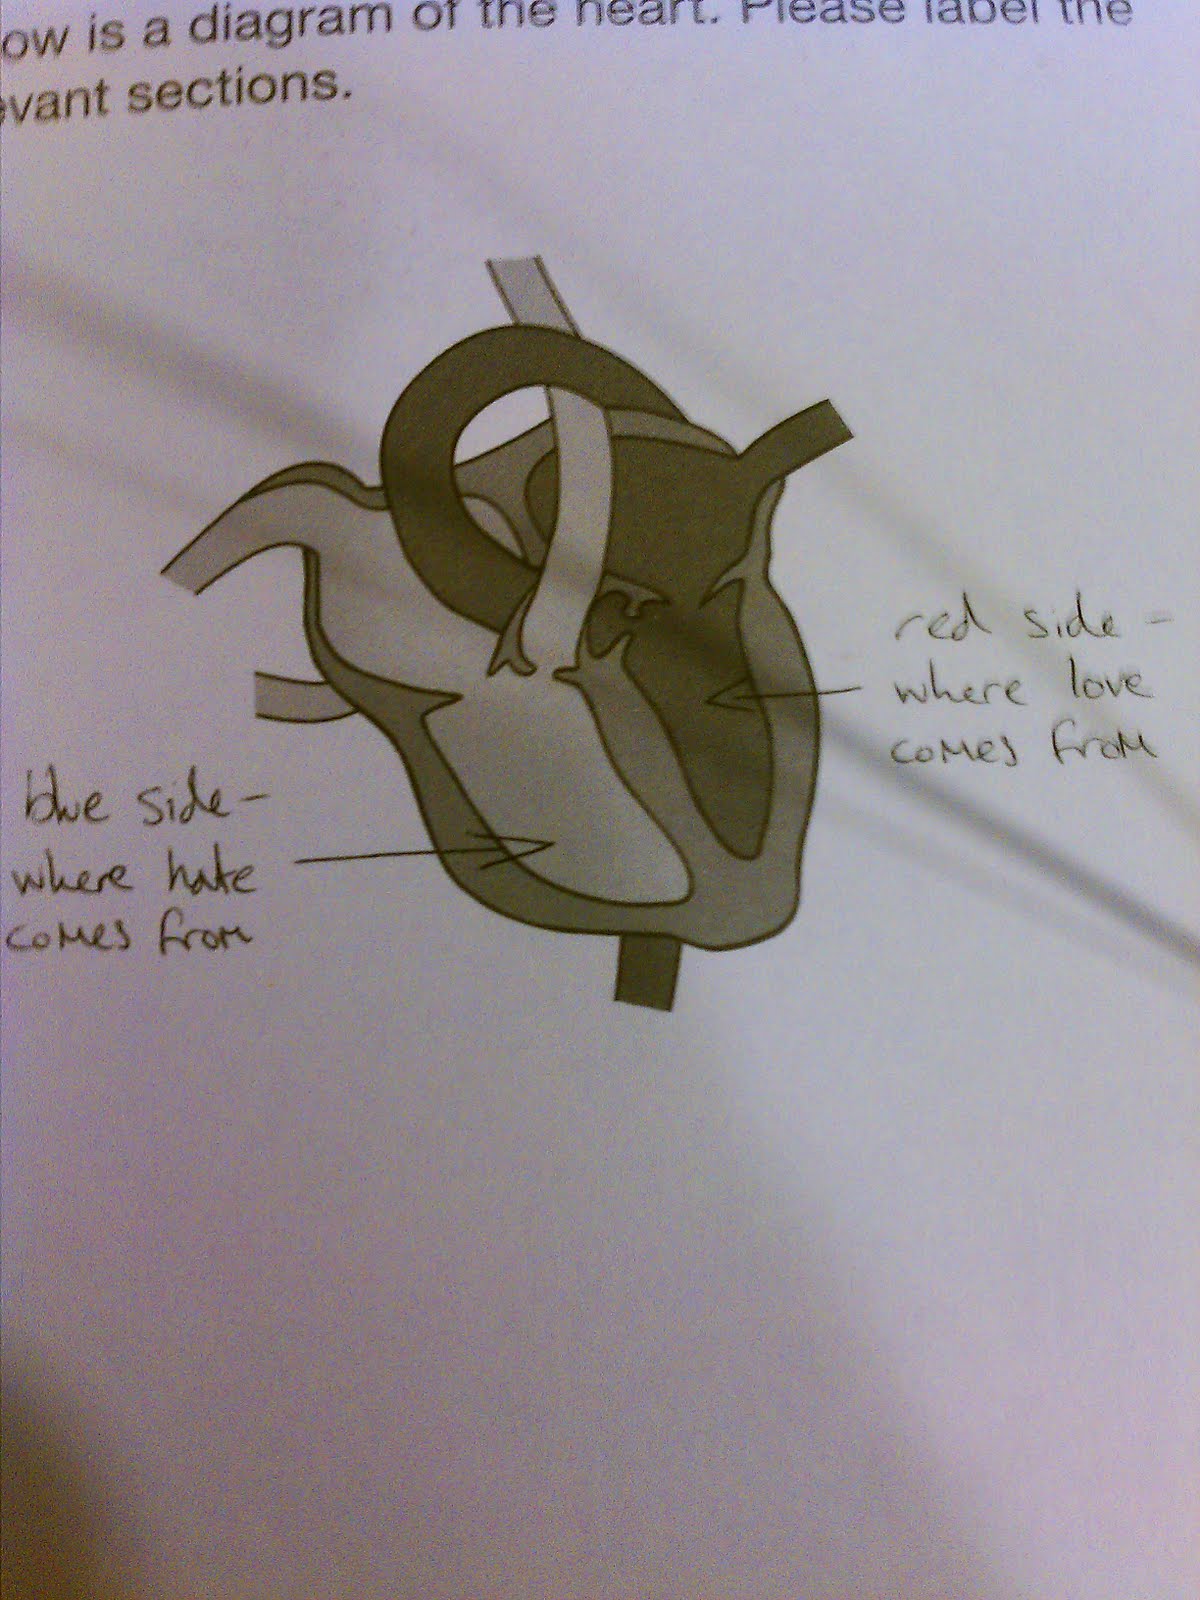 ow is a diagram of the heart. Please label the
evant sections.
red side -
where love
comes from
blue side -
where hate
comes from